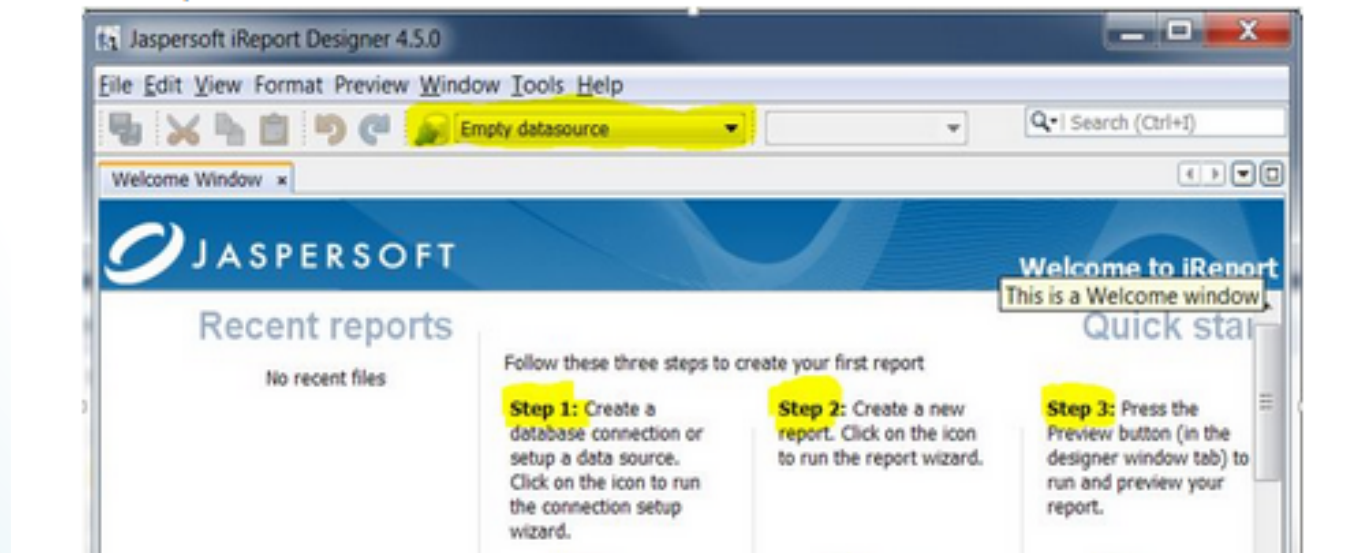 Jaspersoft iReport Designer 4.5.0
File Edit View Format Preview Window Tools Help
Empty datasource
Search (Ctrl+I)
Welcome Window
JASPERSOFT
Welcome to iReport
This is a Welcome window
Recent reports
Quick star
No recent files
Follow these three steps to create your first report
Step 1: Create a
database connection or
setup a data source.
Click on the icon to run
the connection setup
wizard.
Step 2: Create a new
report. Click on the icon
to run the report wizard.
Step 3: Press the
Preview button (in the
designer window tab) to
run and preview your
report.